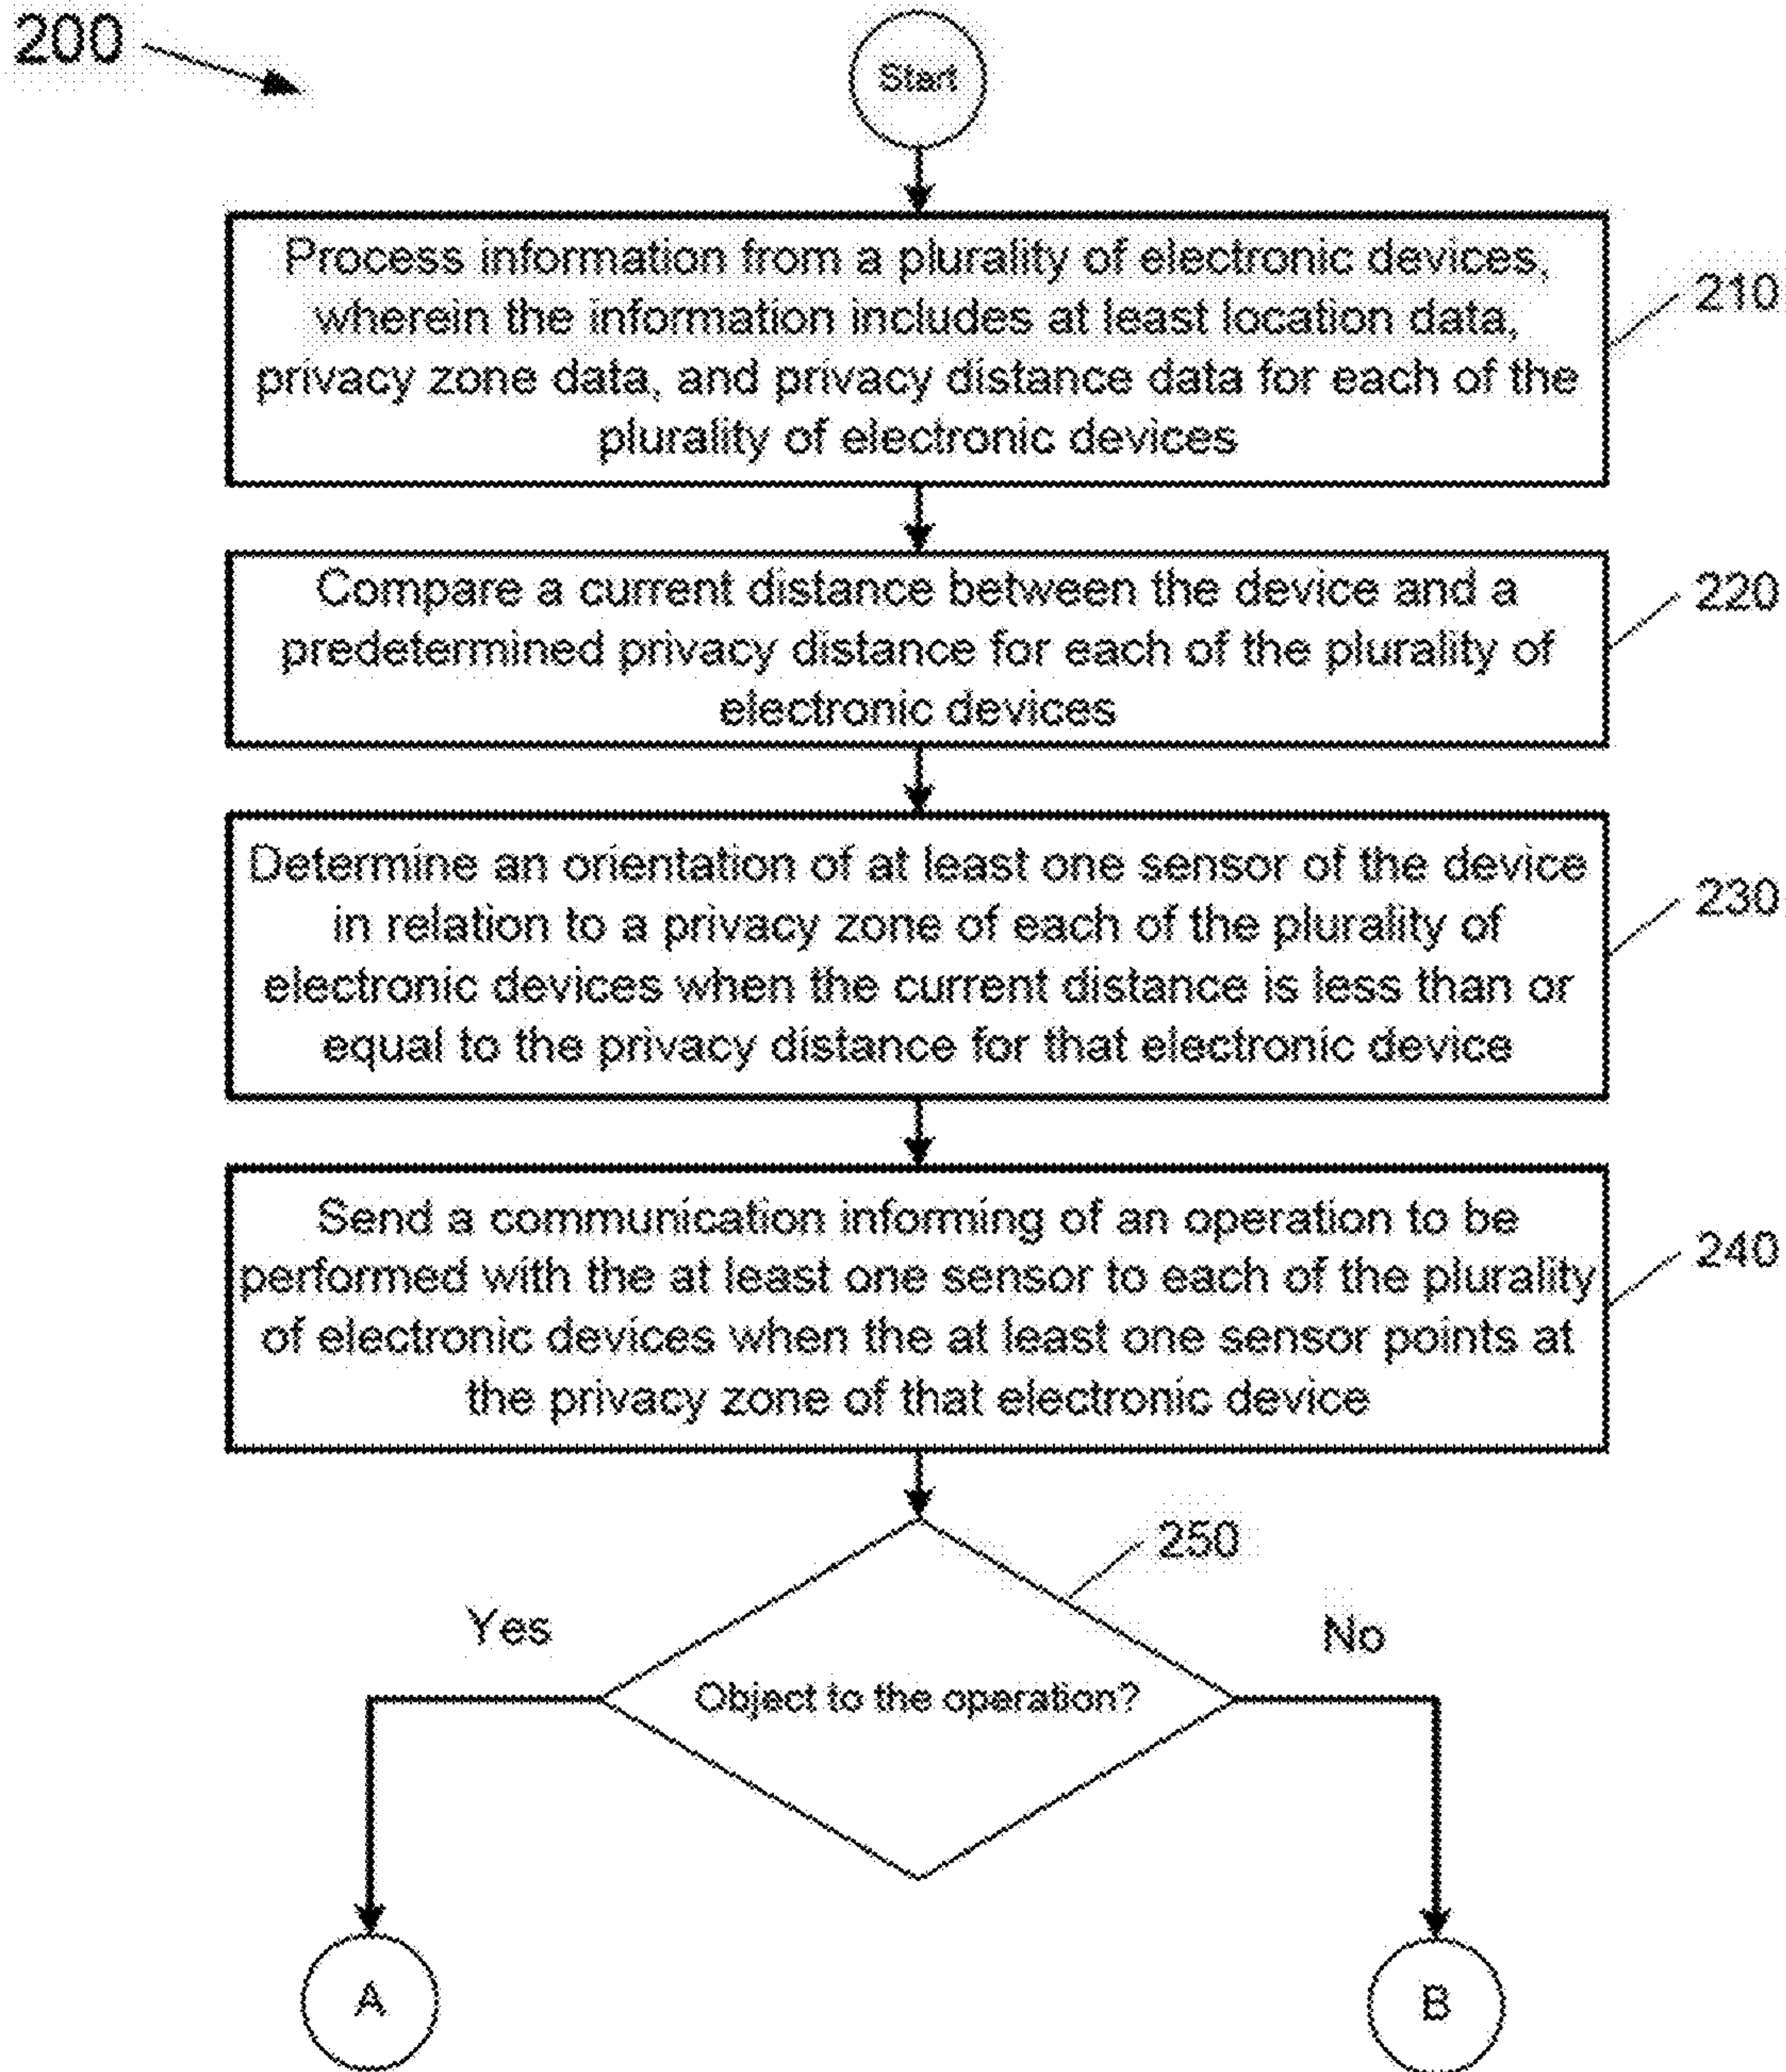 200
Start
Process information from a plurality of electronic devices,
wherein the information includes at least location data,
privacy zone data, and privacy distance data for each of the
plurality of electronic devices
210
Compare a current distance between the device and a
predetermined privacy distance for each of the plurality of
electronic devices
220
Determine an orientation of at least one sensor of the device
in relation to a privacy zone of each of the plurality of
electronic devices when the current distance is less than or
equal to the privacy distance for that electronic device
230
Send a communication informing of an operation to be
performed with the at least one sensor to each of the plurality
of electronic devices when the at least one sensor points at
the privacy zone of that electronic device
240
250
Yes
No
Object to the operation?
A
B